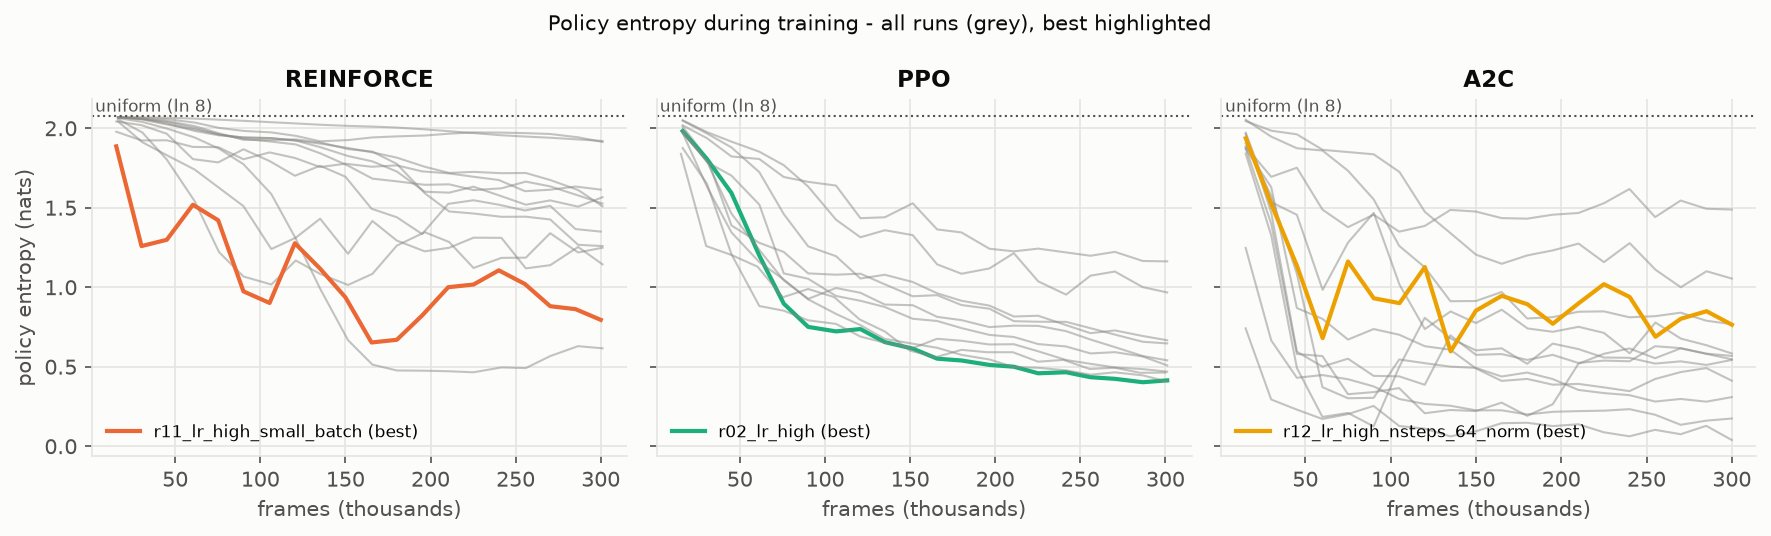 Policy entropy during training - all runs (grey), best highlighted
REINFORCE
PPO
A2C
uniform (ln 8)
uniform (ln 8)
uniform (ln 8)
policy entropy (nats)
2.0
1.5
1.0
0.5
0.0
r11_lr_high_small_batch (best)
r02_lr_high (best)
r12_lr_high_nsteps_64_norm (best)
50 100 150 200 250 300
50 100 150 200 250 300
50 100 150 200 250 300
frames (thousands)
frames (thousands)
frames (thousands)